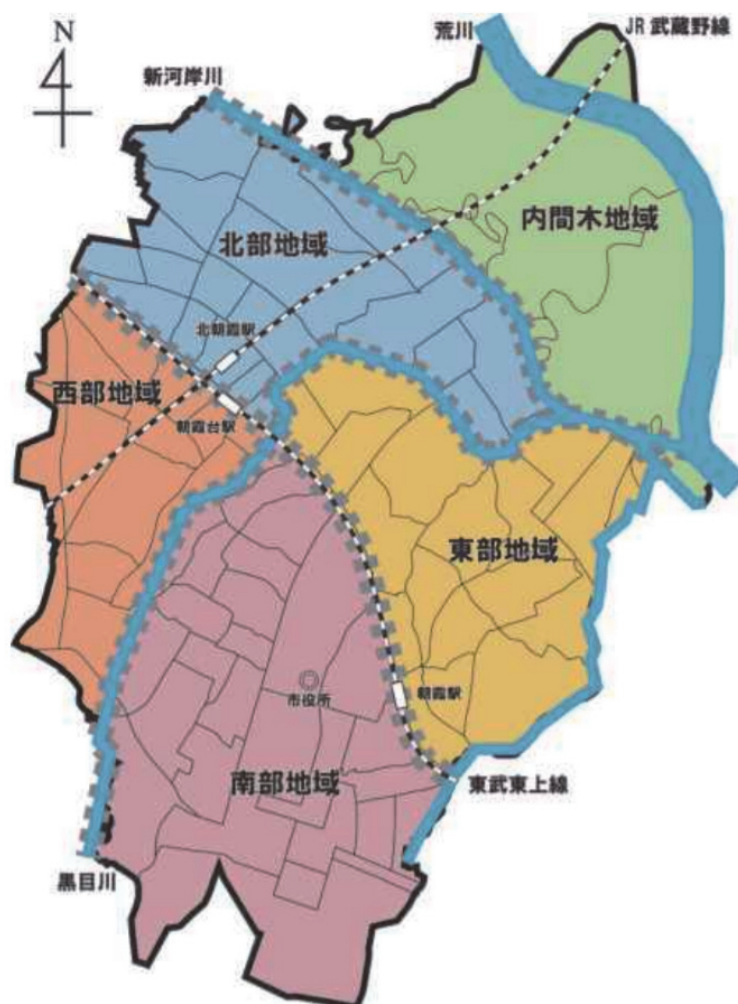 荒川
JR 武蔵野線
N
新河岸川
内間木地域
北部地域
北朝霞駅
西部地域
朝霞台駅
東部地域
市役所
朝霞駅
南部地域
東武東上線
黒目川